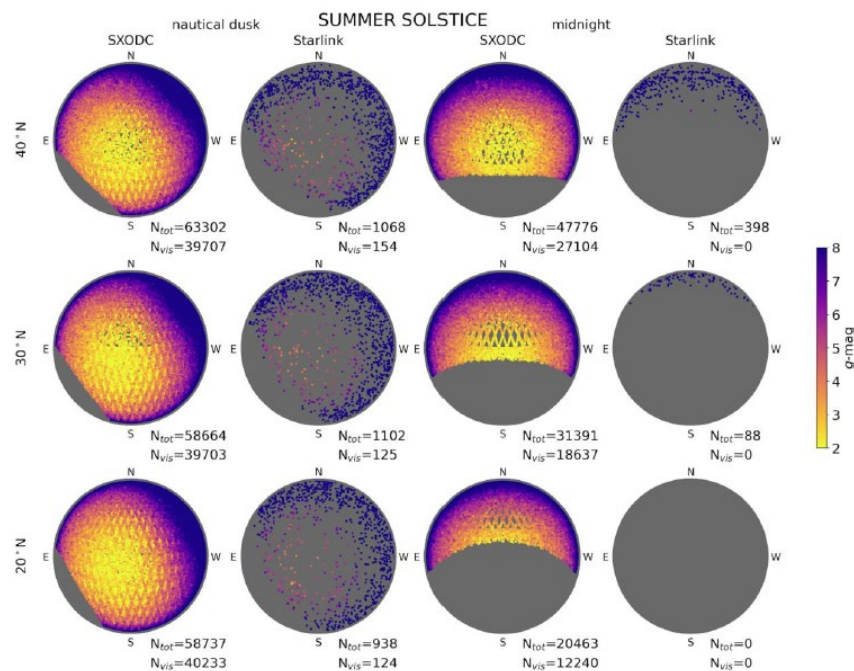 SUMMER SOLSTICE
nautical dusk
midnight
SXODC
Starlink
SXODC
Starlink
N
N
N
N
40°N
E
W
E
W
E
W
E
W
S
S
S
S
N_tot=63302
N_vis=39707
N_tot=1068
N_vis=154
N_tot=47776
N_vis=27104
N_tot=398
N_vis=0
N
N
N
N
30°N
E
W
E
W
E
W
E
W
S
S
S
S
N_tot=58664
N_vis=39703
N_tot=1102
N_vis=125
N_tot=31391
N_vis=18637
N_tot=88
N_vis=0
N
N
N
N
20°N
E
W
E
W
E
W
E
W
S
S
S
S
N_tot=58737
N_vis=40233
N_tot=938
N_vis=124
N_tot=20463
N_vis=12240
N_tot=0
N_vis=0
8
7
6
5
4
3
2
g-mag